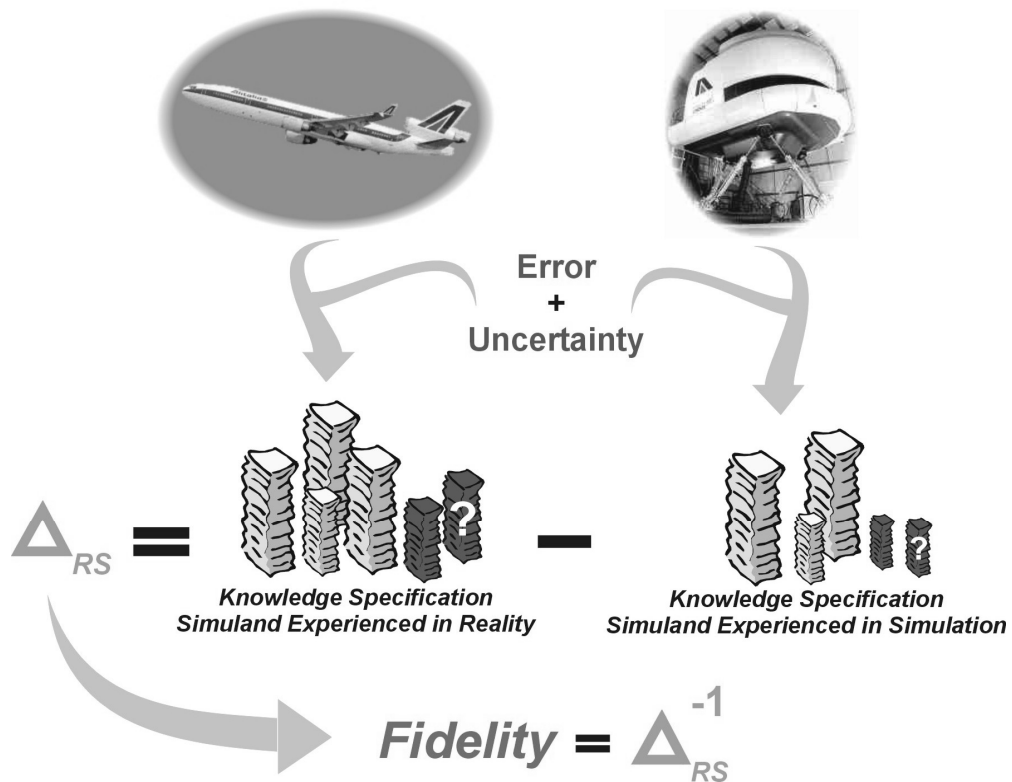 Error
+
Uncertainty
?
?
Δ RS = −
Knowledge Specification
Simuland Experienced in Reality
Knowledge Specification
Simuland Experienced in Simulation
Fidelity = Δ RS -1